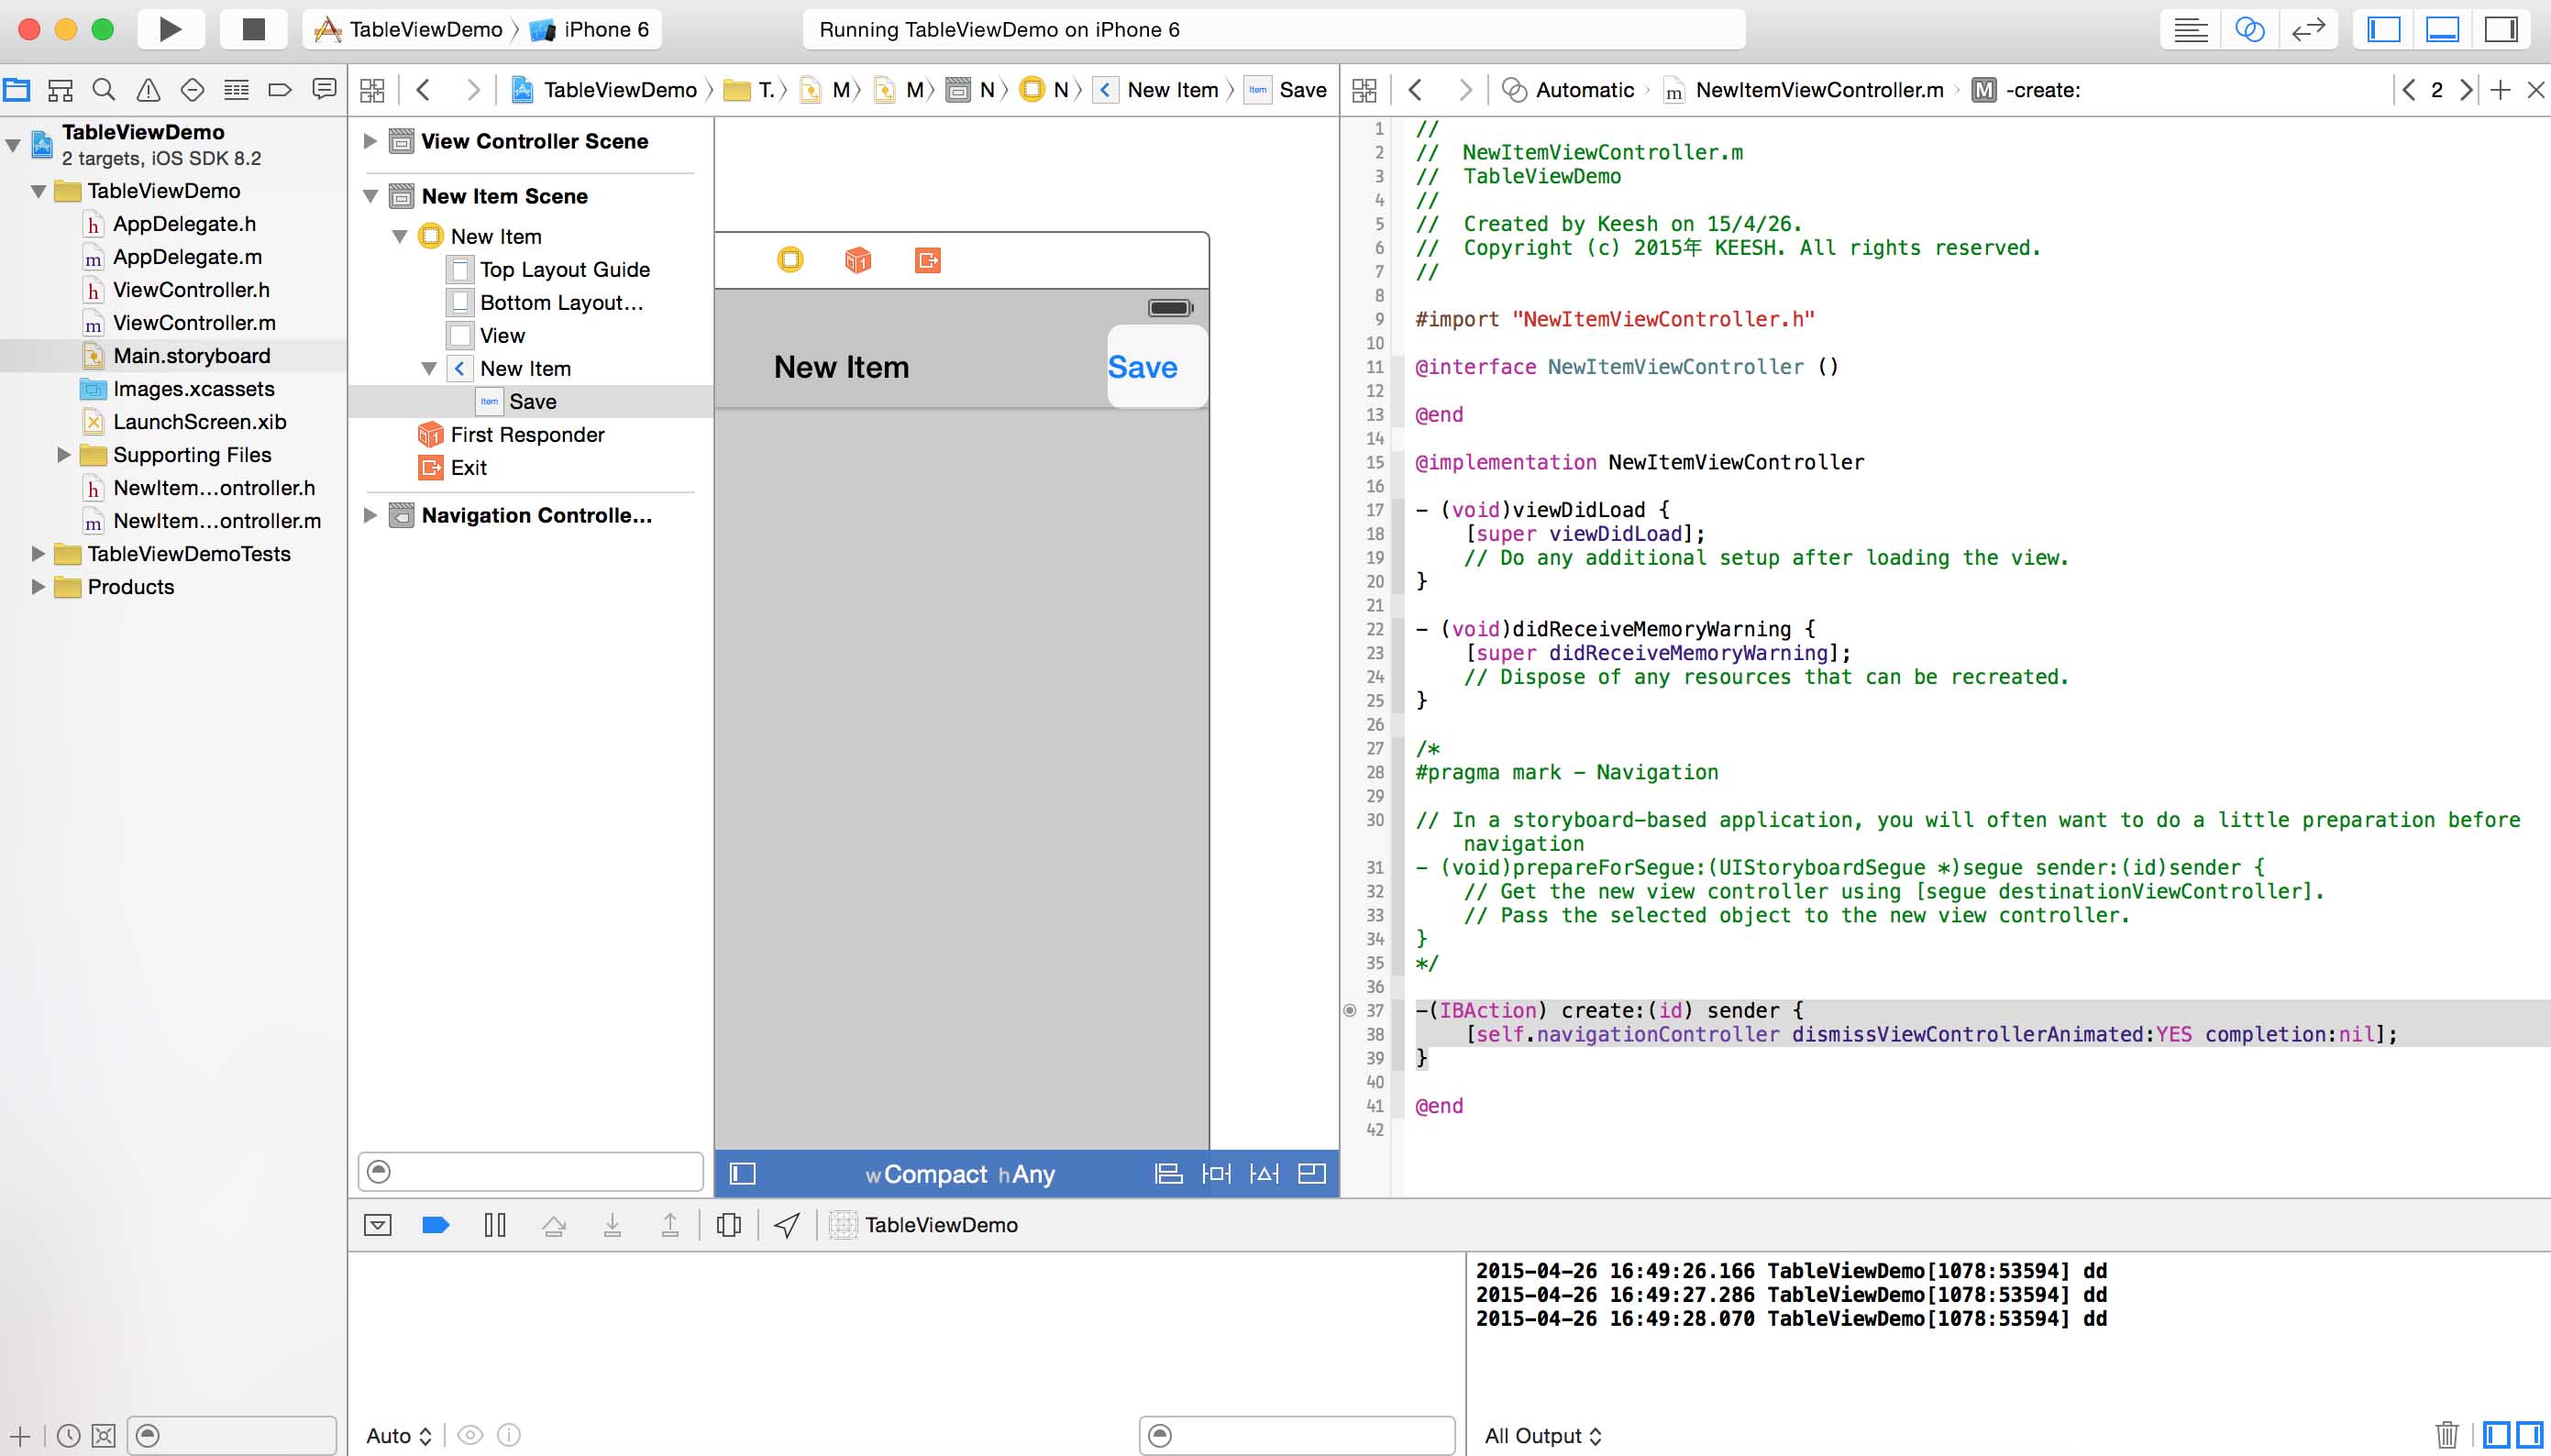 TableViewDemo
iPhone 6
Running TableViewDemo on iPhone 6
TableViewDemo
T.
M
M
N
N
New Item
Save
Automatic
NewItemViewController.m
M
-create:
2
TableViewDemo
2 targets, iOS SDK 8.2
TableViewDemo
AppDelegate.h
AppDelegate.m
ViewController.h
ViewController.m
Main.storyboard
Images.xcassets
LaunchScreen.xib
Supporting Files
NewItem...ontroller.h
NewItem...ontroller.m
TableViewDemoTests
Products
View Controller Scene
New Item Scene
New Item
Top Layout Guide
Bottom Layout...
View
New Item
Save
First Responder
Exit
Navigation Controlle...
New Item
Save
wCompact hAny
1 //
2 //  NewItemViewController.m
3 //  TableViewDemo
4 //
5 //  Created by Keesh on 15/4/26.
6 //  Copyright (c) 2015年 KEESH. All rights reserved.
7 //
8
9 #import "NewItemViewController.h"
10
11 @interface NewItemViewController ()
12
13 @end
14
15 @implementation NewItemViewController
16
17 - (void)viewDidLoad {
18     [super viewDidLoad];
19     // Do any additional setup after loading the view.
20 }
21
22 - (void)didReceiveMemoryWarning {
23     [super didReceiveMemoryWarning];
24     // Dispose of any resources that can be recreated.
25 }
26
27 /*
28 #pragma mark - Navigation
29
30 // In a storyboard-based application, you will often want to do a little preparation before
navigation
31 - (void)prepareForSegue:(UIStoryboardSegue *)segue sender:(id)sender {
32     // Get the new view controller using [segue destinationViewController].
33     // Pass the selected object to the new view controller.
34 }
35 */
36
37 -(IBAction) create:(id) sender {
38     [self.navigationController dismissViewControllerAnimated:YES completion:nil];
39 }
40
41 @end
42
TableViewDemo
2015-04-26 16:49:26.166 TableViewDemo[1078:53594] dd
2015-04-26 16:49:27.286 TableViewDemo[1078:53594] dd
2015-04-26 16:49:28.070 TableViewDemo[1078:53594] dd
Auto
All Output